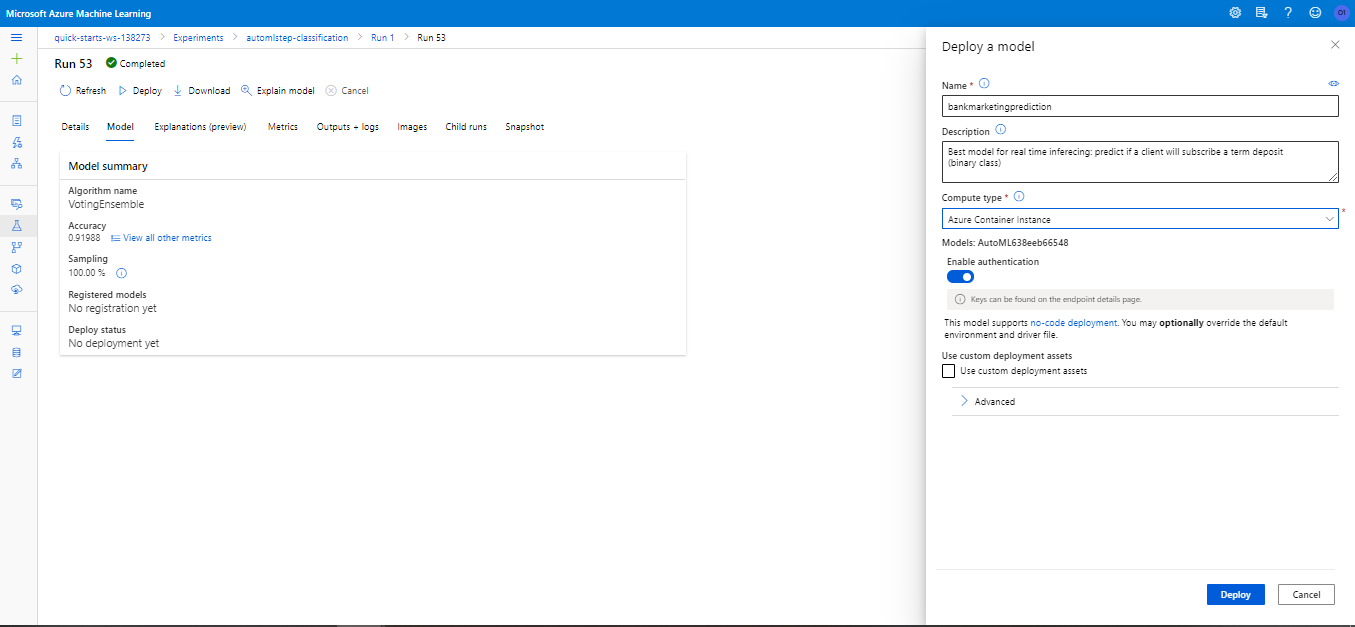 Microsoft Azure Machine Learning
OI
quick-starts-ws-138273 > Experiments > automlstep-classification > Run 1 > Run 53
Run 53 Completed
Refresh Deploy Download Explain model Cancel
Details Model Explanations (preview) Metrics Outputs + logs Images Child runs Snapshot
Model summary
Algorithm name
VotingEnsemble
Accuracy
0.91988 View all other metrics
Sampling
100.00 %
Registered models
No registration yet
Deploy status
No deployment yet
Deploy a model
Name *
bankmarketingprediction
Description
Best model for real time inferecing: predict if a client will subscribe a term deposit
(binary class)
Compute type *
Azure Container Instance
*
Models: AutoML638eeb66548
Enable authentication
Keys can be found on the endpoint details page.
This model supports no-code deployment. You may optionally override the default
environment and driver file.
Use custom deployment assets
Use custom deployment assets
Advanced
Deploy Cancel